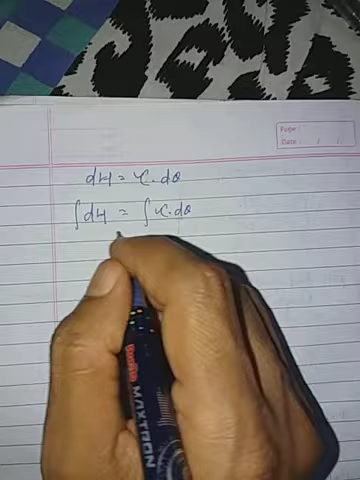 Page :
Date : / /
dH = τ. dθ
∫dH = ∫τ. dθ
MAXTRON